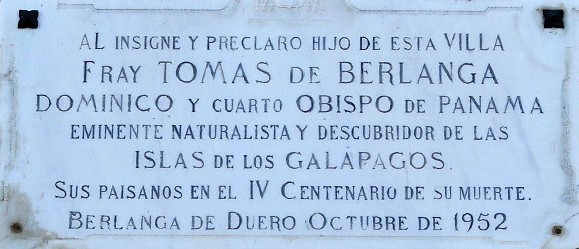 AL INSIGNE Y PRECLARO HIJO DE ESTA VILLA
FRAY TOMAS DE BERLANGA
DOMINICO Y CUARTO OBISPO DE PANAMA
EMINENTE NATURALISTA Y DESCUBRIDOR DE LAS
ISLAS DE LOS GALAPAGOS.
SUS PAISANOS EN EL IV CENTENARIO DE SU MUERTE.
BERLANGA DE DUERO OCTUBRE DE 1952